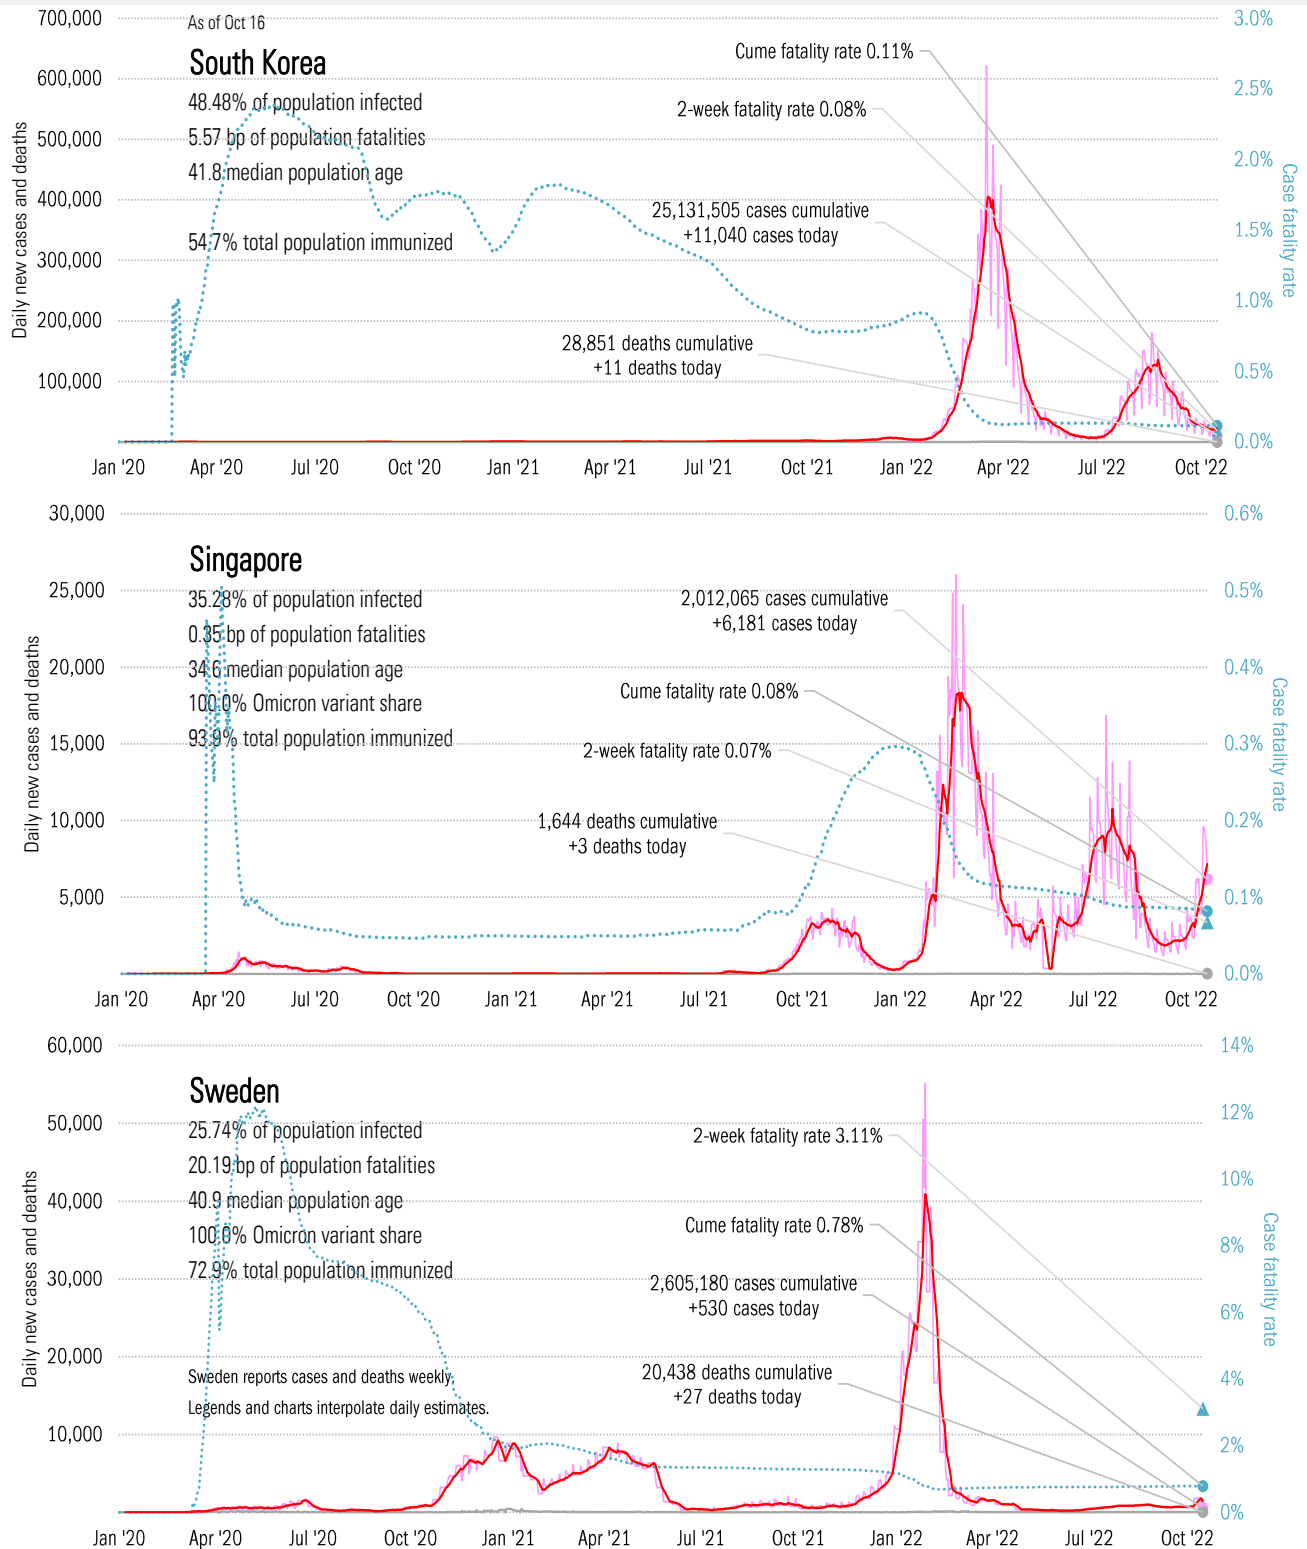 700,000
As of Oct 16
3.0%
South Korea
Cume fatality rate 0.11%
600,000
2.5%
48.48% of population infected
2-week fatality rate 0.08%
5.57 bp of population fatalities
500,000
2.0%
41.8 median population age
400,000
25,131,505 cases cumulative
+11,040 cases today
1.5%
54.7% total population immunized
300,000
1.0%
200,000
28,851 deaths cumulative
+11 deaths today
0.5%
100,000
0.0%
Daily new cases and deaths
Case fatality rate
Jan '20 Apr '20 Jul '20 Oct '20 Jan '21 Apr '21 Jul '21 Oct '21 Jan '22 Apr '22 Jul '22 Oct '22
30,000
0.6%
Singapore
25,000
0.5%
35.28% of population infected
2,012,065 cases cumulative
+6,181 cases today
0.35 bp of population fatalities
20,000
0.4%
34.6 median population age
Cume fatality rate 0.08%
100.0% Omicron variant share
93.9% total population immunized
15,000
0.3%
2-week fatality rate 0.07%
10,000
0.2%
1,644 deaths cumulative
+3 deaths today
5,000
0.1%
0.0%
Daily new cases and deaths
Case fatality rate
Jan '20 Apr '20 Jul '20 Oct '20 Jan '21 Apr '21 Jul '21 Oct '21 Jan '22 Apr '22 Jul '22 Oct '22
60,000
14%
Sweden
50,000
12%
25.74% of population infected
2-week fatality rate 3.11%
20.19 bp of population fatalities
10%
40,000
40.9 median population age
Cume fatality rate 0.78%
100.0% Omicron variant share
8%
72.9% total population immunized
30,000
2,605,180 cases cumulative
+530 cases today
6%
20,000
Sweden reports cases and deaths weekly.
20,438 deaths cumulative
+27 deaths today
4%
Legends and charts interpolate daily estimates.
10,000
2%
0%
Daily new cases and deaths
Case fatality rate
Jan '20 Apr '20 Jul '20 Oct '20 Jan '21 Apr '21 Jul '21 Oct '21 Jan '22 Apr '22 Jul '22 Oct '22